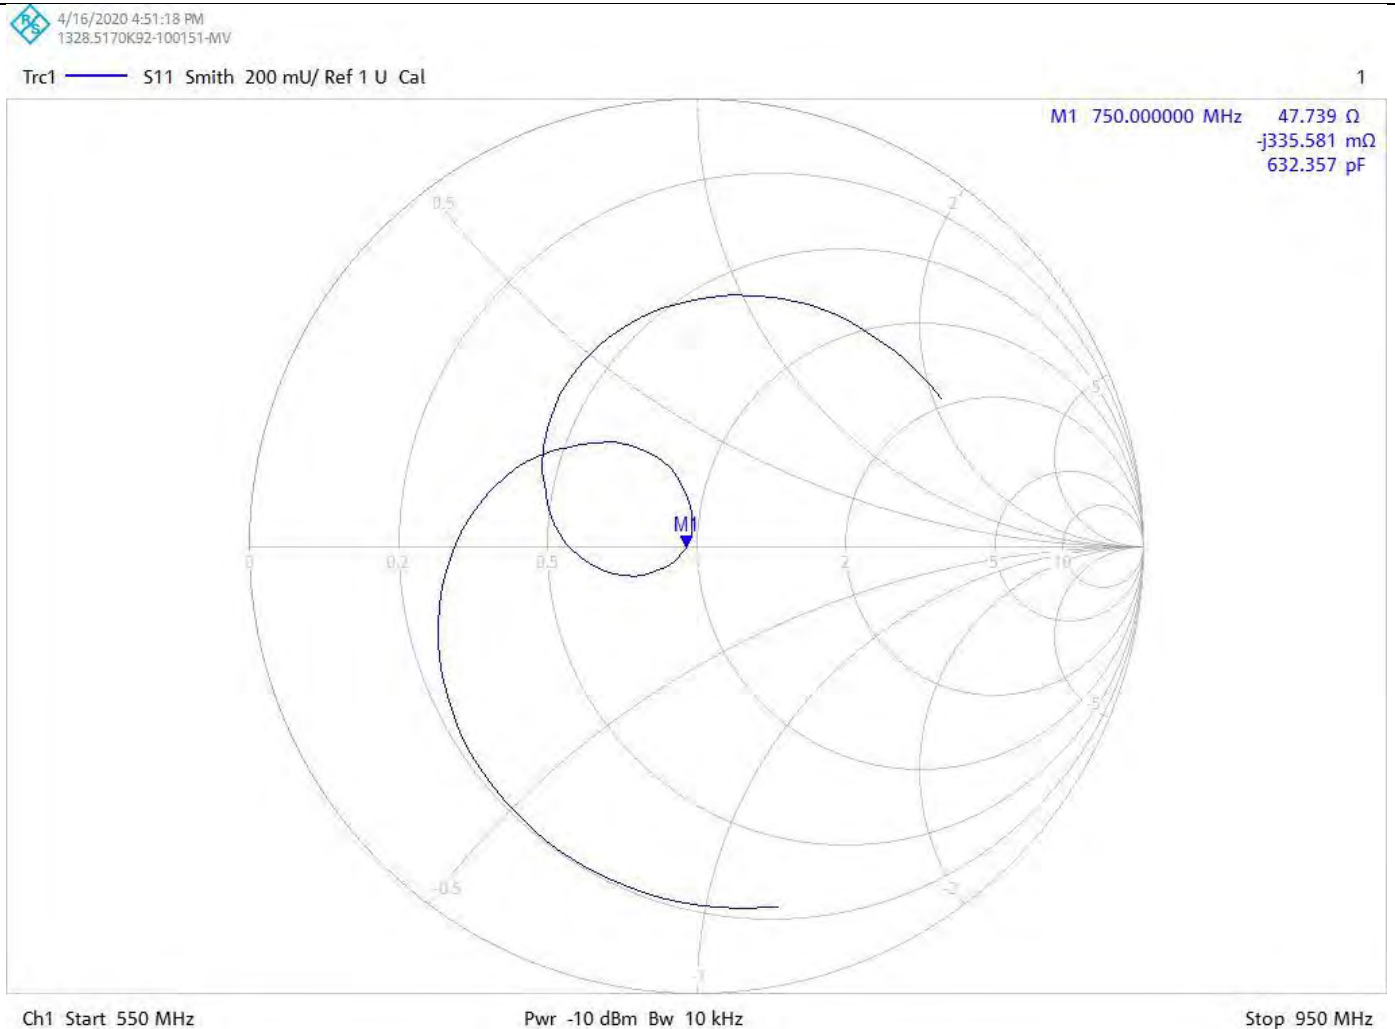 R&S
4/16/2020 4:51:18 PM
1328.5170K92-100151-MV
Trc1 S11 Smith 200 mU/ Ref 1 U Cal 1
M1 750.000000 MHz 47.739 Ω
-j335.581 mΩ
632.357 pF
0.5 2
5
M1
0 0.2 0.5 1 2 5 10
-5
-0.5 -2
-1
Ch1 Start 550 MHz Pwr -10 dBm Bw 10 kHz Stop 950 MHz